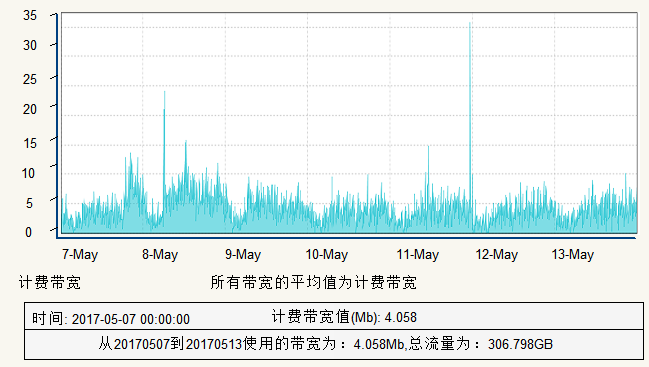 35
30
25
20
15
10
5
0
7-May 8-May 9-May 10-May 11-May 12-May 13-May
计费带宽 所有带宽的平均值为计费带宽
时间: 2017-05-07 00:00:00 计费带宽值(Mb): 4.058
从20170507到20170513使用的带宽为：4.058Mb,总流量为：306.798GB